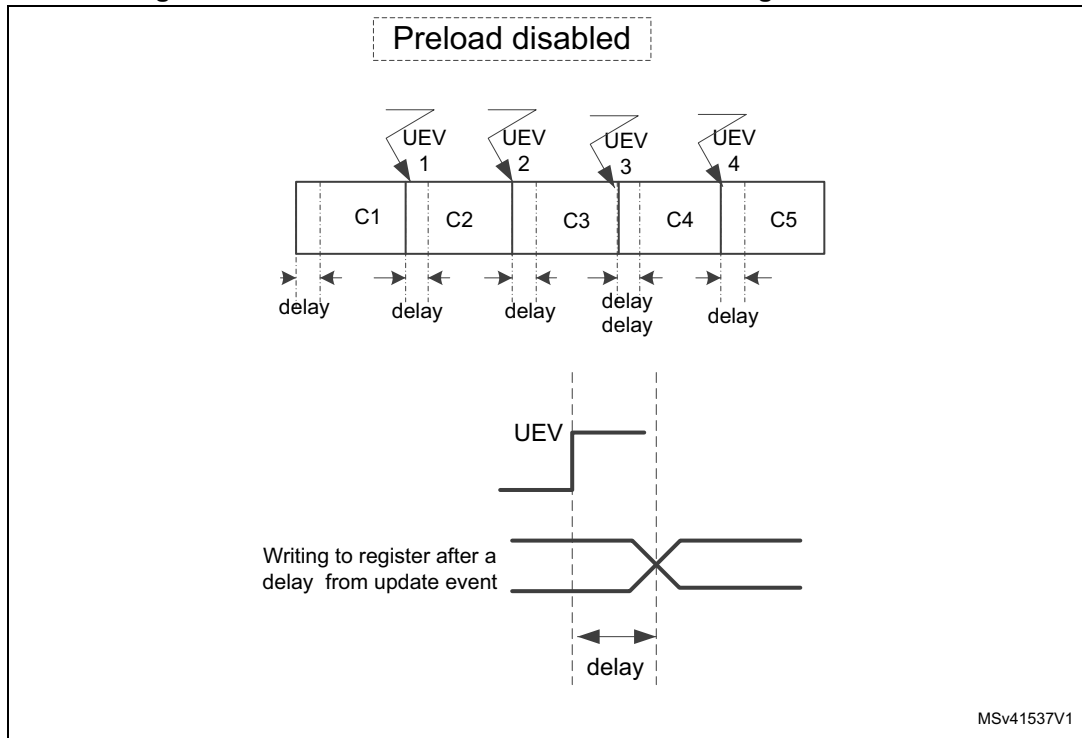 Preload disabled
UEV UEV UEV UEV
1 2 3 4
C1 C2 C3 C4 C5
delay delay delay delay delay
delay
UEV
Writing to register after a
delay from update event
delay
MSv41537V1